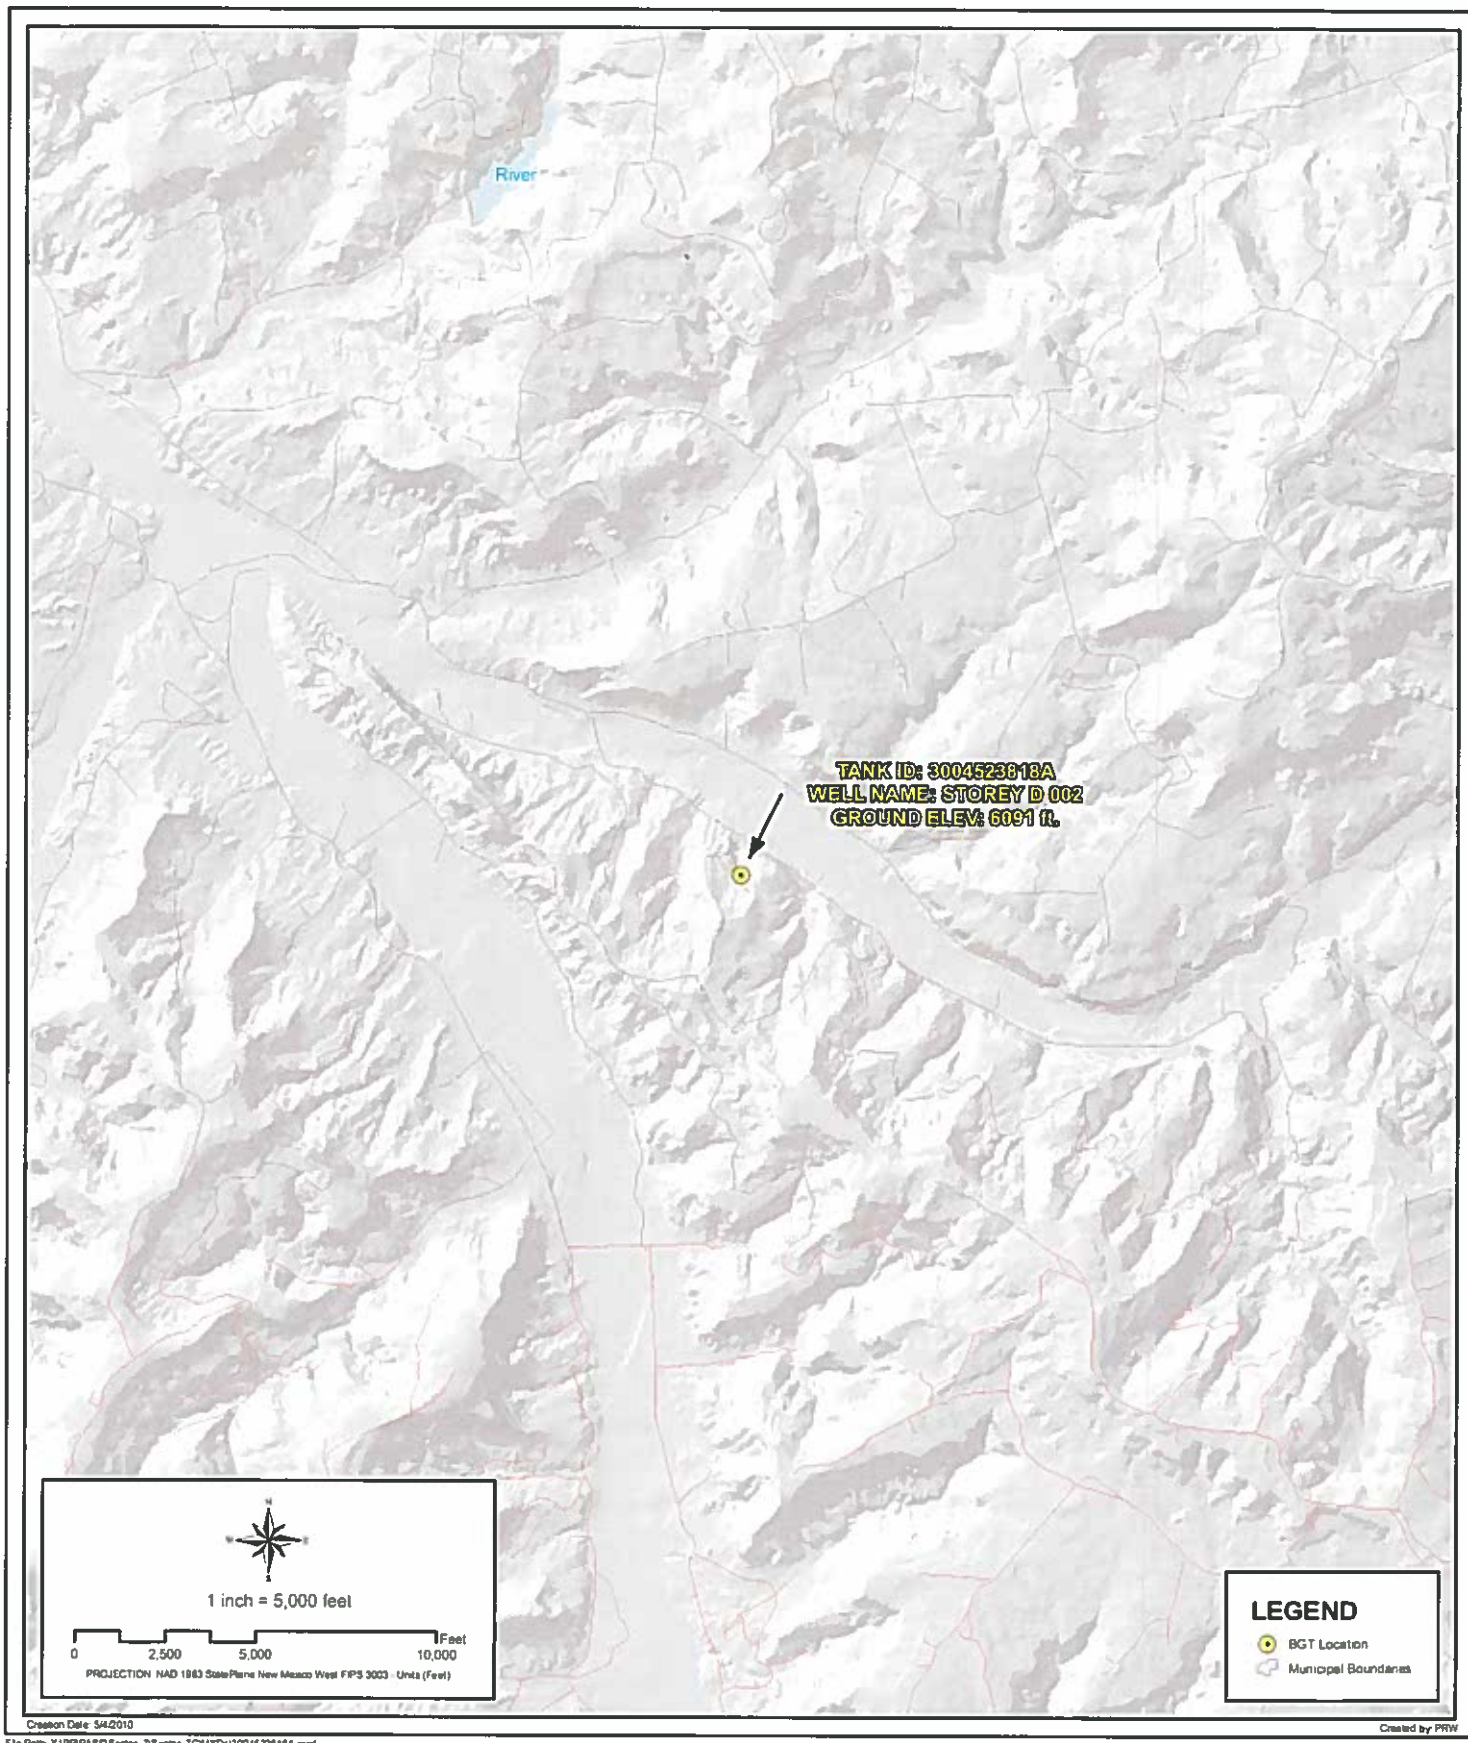 River
TANK ID: 3004523818A
WELL NAME: STOREY D 002
GROUND ELEV: 6091 ft.
N
S
1 inch = 5,000 feet
Feet
0 2,500 5,000 10,000
PROJECTION NAD 1983 StatePlane New Mexico West FIPS 3003 - Units (Feet)
LEGEND
BGT Location
Municipal Boundaries
Creation Date: 5/4/2010
Created by PRW